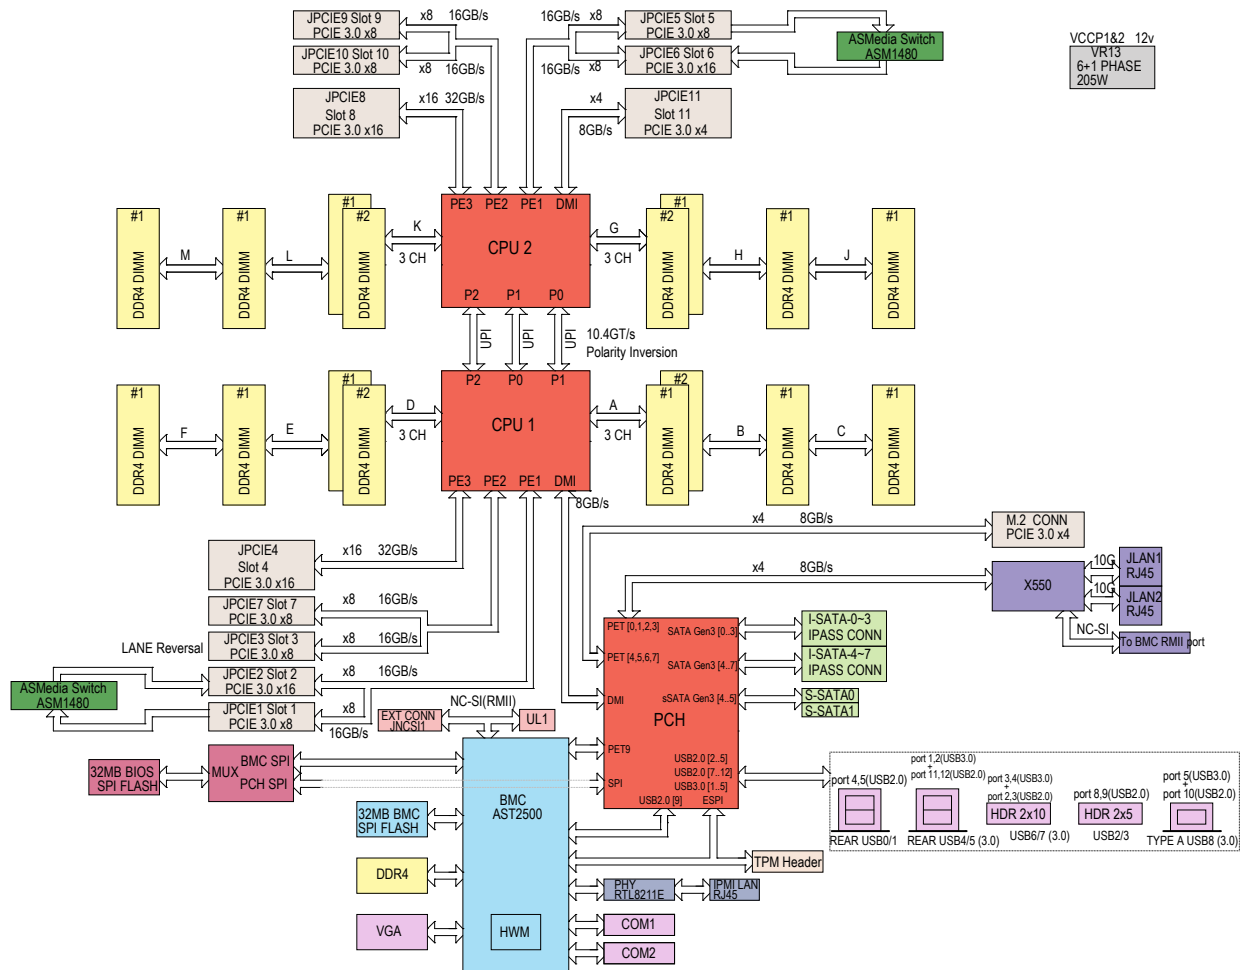 JPCIE9 Slot 9
PCIE 3.0 x8
x8
16GB/s
JPCIE10 Slot 10
PCIE 3.0 x8
x8
16GB/s
JPCIE8
Slot 8
PCIE 3.0 x16
x16 32GB/s
16GB/s
x8
JPCIE5 Slot 5
PCIE 3.0 x8
16GB/s
x8
JPCIE6 Slot 6
PCIE 3.0 x16
ASMedia Switch
ASM1480
x4
8GB/s
JPCIE11
Slot 11
PCIE 3.0 x4
VCCP1&2 12v
VR13
6+1 PHASE
205W
#1
DDR4 DIMM
M
#1
DDR4 DIMM
L
#1
#2
DDR4 DIMM
K
3 CH
PE3 PE2 PE1 DMI
CPU 2
P2 P1 P0
G
3 CH
#1
#2
DDR4 DIMM
H
#1
DDR4 DIMM
J
#1
DDR4 DIMM
UPI
UPI
UPI
10.4GT/s
Polarity Inversion
#1
DDR4 DIMM
F
#1
DDR4 DIMM
E
#1
#2
DDR4 DIMM
D
3 CH
P2 P0 P1
CPU 1
PE3 PE2 PE1 DMI
A
3 CH
#2
#1
DDR4 DIMM
B
#1
DDR4 DIMM
C
#1
DDR4 DIMM
8GB/s
JPCIE4
Slot 4
PCIE 3.0 x16
x16 32GB/s
JPCIE7 Slot 7
PCIE 3.0 x8
x8
16GB/s
LANE Reversal
JPCIE3 Slot 3
PCIE 3.0 x8
x8
16GB/s
ASMedia Switch
ASM1480
JPCIE2 Slot 2
PCIE 3.0 x16
x8
16GB/s
JPCIE1 Slot 1
PCIE 3.0 x8
x8
16GB/s
x4
8GB/s
M.2 CONN
PCIE 3.0 x4
x4
8GB/s
X550
10G
JLAN1
RJ45
10G
JLAN2
RJ45
NC-SI
To BMC RMII port
PET [0,1,2,3]
SATA Gen3 [0..3]
PET [4,5,6,7]
SATA Gen3 [4..7]
DMI
sSATA Gen3 [4..5]
PCH
PET9
USB2.0 [2..5]
USB2.0 [7..12]
SPI
USB3.0 [1..5]
USB2.0 [9]
ESPI
I-SATA-0~3
IPASS CONN
I-SATA-4~7
IPASS CONN
S-SATA0
S-SATA1
EXT CONN
JNCSI1
NC-SI(RMII)
UL1
32MB BIOS
SPI FLASH
MUX
BMC SPI
PCH SPI
BMC
AST2500
HWM
32MB BMC
SPI FLASH
DDR4
VGA
TPM Header
PHY
RTL8211E
IPMI LAN
RJ45
COM1
COM2
port 4,5(USB2.0)
REAR USB0/1
port 1,2(USB3.0)
+
port 11,12(USB2.0)
REAR USB4/5 (3.0)
port 3,4(USB3.0)
+
port 2,3(USB2.0)
HDR 2x10
USB6/7 (3.0)
port 8,9(USB2.0)
HDR 2x5
USB2/3
port 5(USB3.0)
+
port 10(USB2.0)
TYPE A USB8 (3.0)